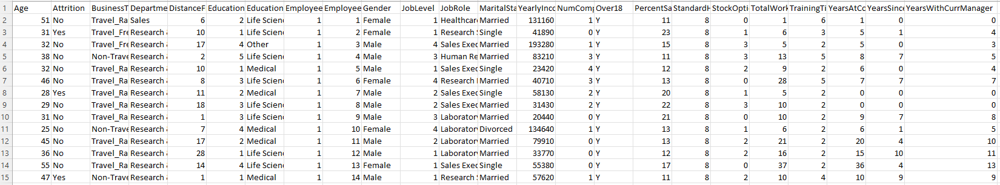 1 Age Attrition BusinessT Departme DistanceF Education Education Employee Employee Gender JobLevel JobRole MaritalSta YearlyInco NumComp Over18 PercentSa StandardH StockOpti TotalWork TrainingTi YearsAtCo YearsSince YearsWithCurrManager
2 51 No Travel_Ra Sales 6 2 Life Scienc 1 1 Female 1 Healthcar Married 131160 1 Y 11 8 0 1 6 1 0 0
3 31 Yes Travel_Fre Research 10 1 Life Scienc 1 2 Female 1 Research S Single 41890 0 Y 23 8 1 6 3 5 1 4
4 32 No Travel_Fre Research 17 4 Other 1 3 Male 4 Sales Exec Married 193280 1 Y 15 8 3 5 2 5 0 3
5 38 No Non-Trave Research 2 5 Life Scienc 1 4 Male 3 Human Re Married 83210 3 Y 11 8 3 13 5 8 7 5
6 32 No Travel_Ra Research 10 1 Medical 1 5 Male 1 Sales Exec Single 23420 4 Y 12 8 2 9 2 6 0 4
7 46 No Travel_Ra Research 8 3 Life Scienc 1 6 Female 4 Research Married 40710 3 Y 13 8 0 28 5 7 7 7
8 28 Yes Travel_Ra Research 11 2 Medical 1 7 Male 2 Sales Exec Single 58130 2 Y 20 8 1 5 2 0 0 0
9 29 No Travel_Ra Research 18 3 Life Scienc 1 8 Male 2 Sales Exec Married 31430 2 Y 22 8 3 10 2 0 0 0
10 31 No Travel_Ra Research 1 3 Life Scienc 1 9 Male 3 Laborator Married 20440 0 Y 21 8 0 10 2 9 7 8
11 25 No Non-Trave Research 7 4 Medical 1 10 Female 4 Laborator Divorced 134640 1 Y 13 8 1 6 2 6 1 5
12 45 No Travel_Ra Research 17 2 Medical 1 11 Male 2 Laborator Married 79910 0 Y 13 8 2 21 2 20 4 10
13 36 No Travel_Ra Research 28 1 Life Scienc 1 12 Male 1 Laborator Married 33770 0 Y 12 8 2 16 2 15 10 11
14 55 No Travel_Ra Research 14 4 Life Scienc 1 13 Female 1 Sales Exec Single 55380 0 Y 17 8 0 37 2 36 4 13
15 47 Yes Non-Trave Research 1 1 Medical 1 14 Male 1 Research S Married 57620 1 Y 11 8 2 10 4 10 9 9